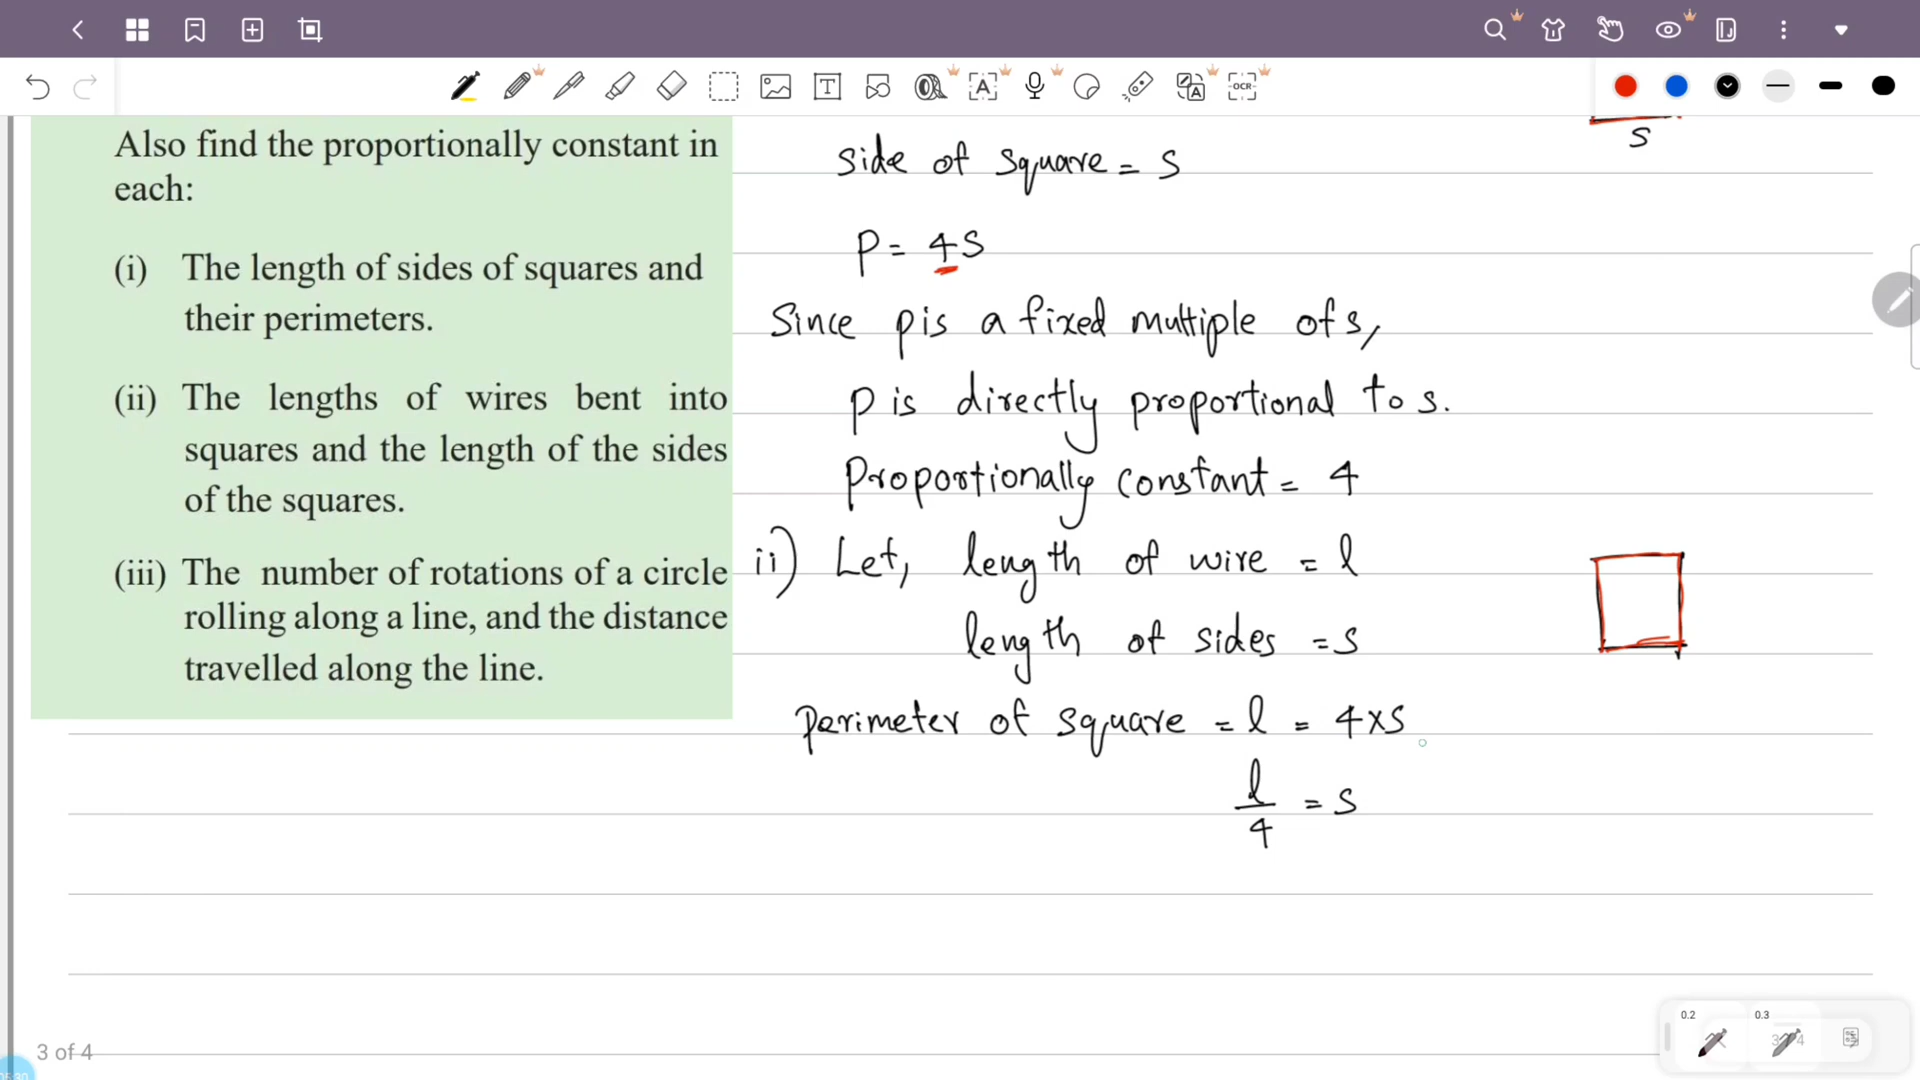 Also find the proportionally constant in
each:
(i) The length of sides of squares and
their perimeters.
(ii) The lengths of wires bent into
squares and the length of the sides
of the squares.
(iii) The number of rotations of a circle
rolling along a line, and the distance
travelled along the line.
s
side of square = s
p = 4s
Since p is a fixed multiple of s,
p is directly proportional to s.
Proportionally constant = 4
ii) Let, length of wire = l
length of sides = s
perimeter of square = l = 4×s
l/4 = s
3 of 4
0.2
0.3